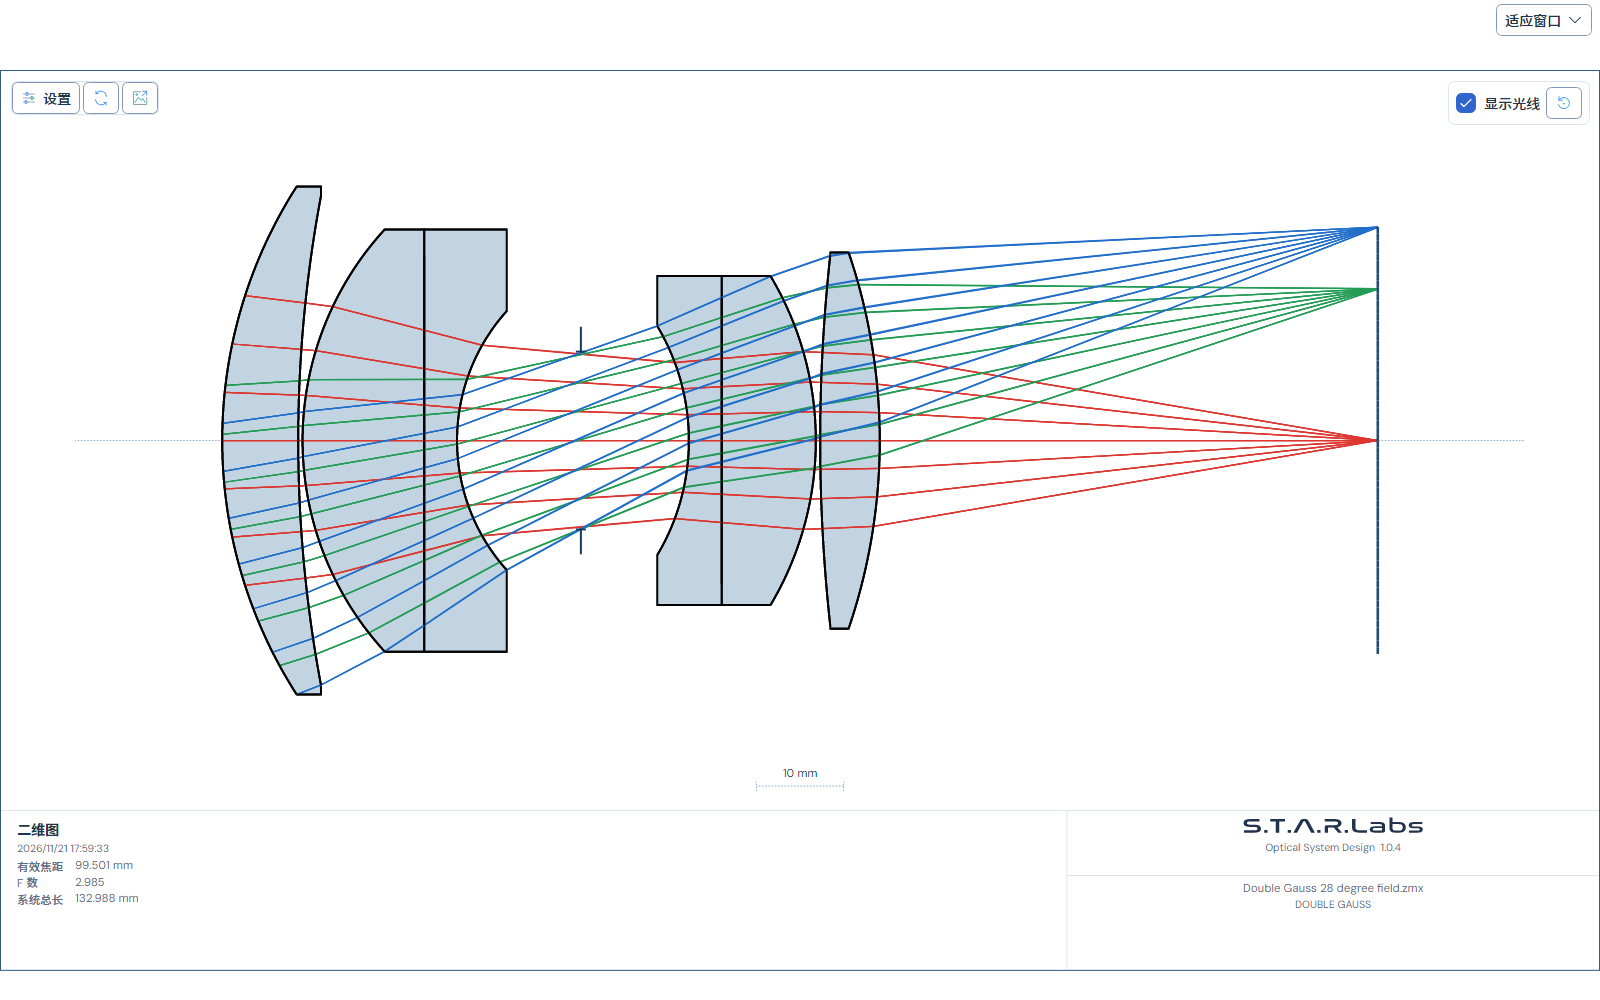 适应窗口
设置
显示光线
10 mm
二维图
2026/11/21 17:59:33
有效焦距 99.501 mm
F 数 2.985
系统总长 132.988 mm
S.T.A.R.Labs
Optical System Design 1.0.4
Double Gauss 28 degree field.zmx
DOUBLE GAUSS